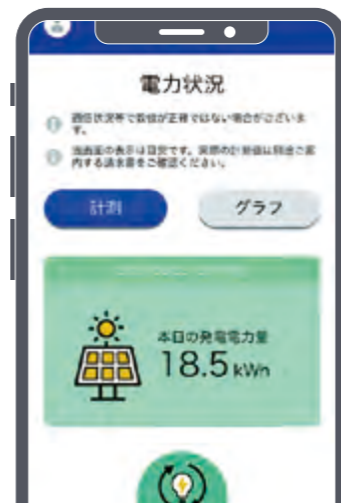 電力状況
通信状況等で数値が正確ではない場合がございま
す。
当画面の表示は目安です。実際の計測値は別途ご案
内する請求書をご確認ください。
計測
グラフ
本日の発電電力量
18.5 kWh